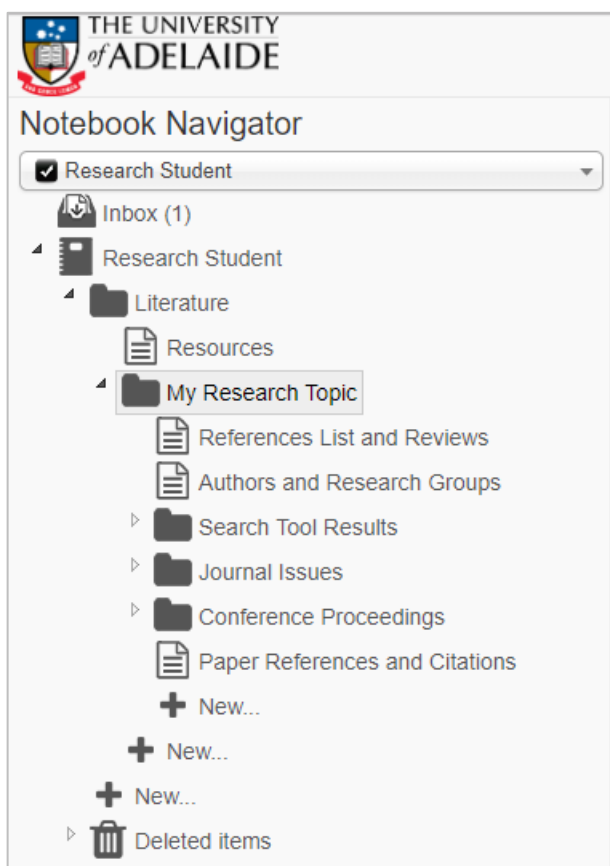 THE UNIVERSITY
of ADELAIDE
Notebook Navigator
Research Student
Inbox (1)
Research Student
Literature
Resources
My Research Topic
References List and Reviews
Authors and Research Groups
Search Tool Results
Journal Issues
Conference Proceedings
Paper References and Citations
New...
New...
New...
Deleted items